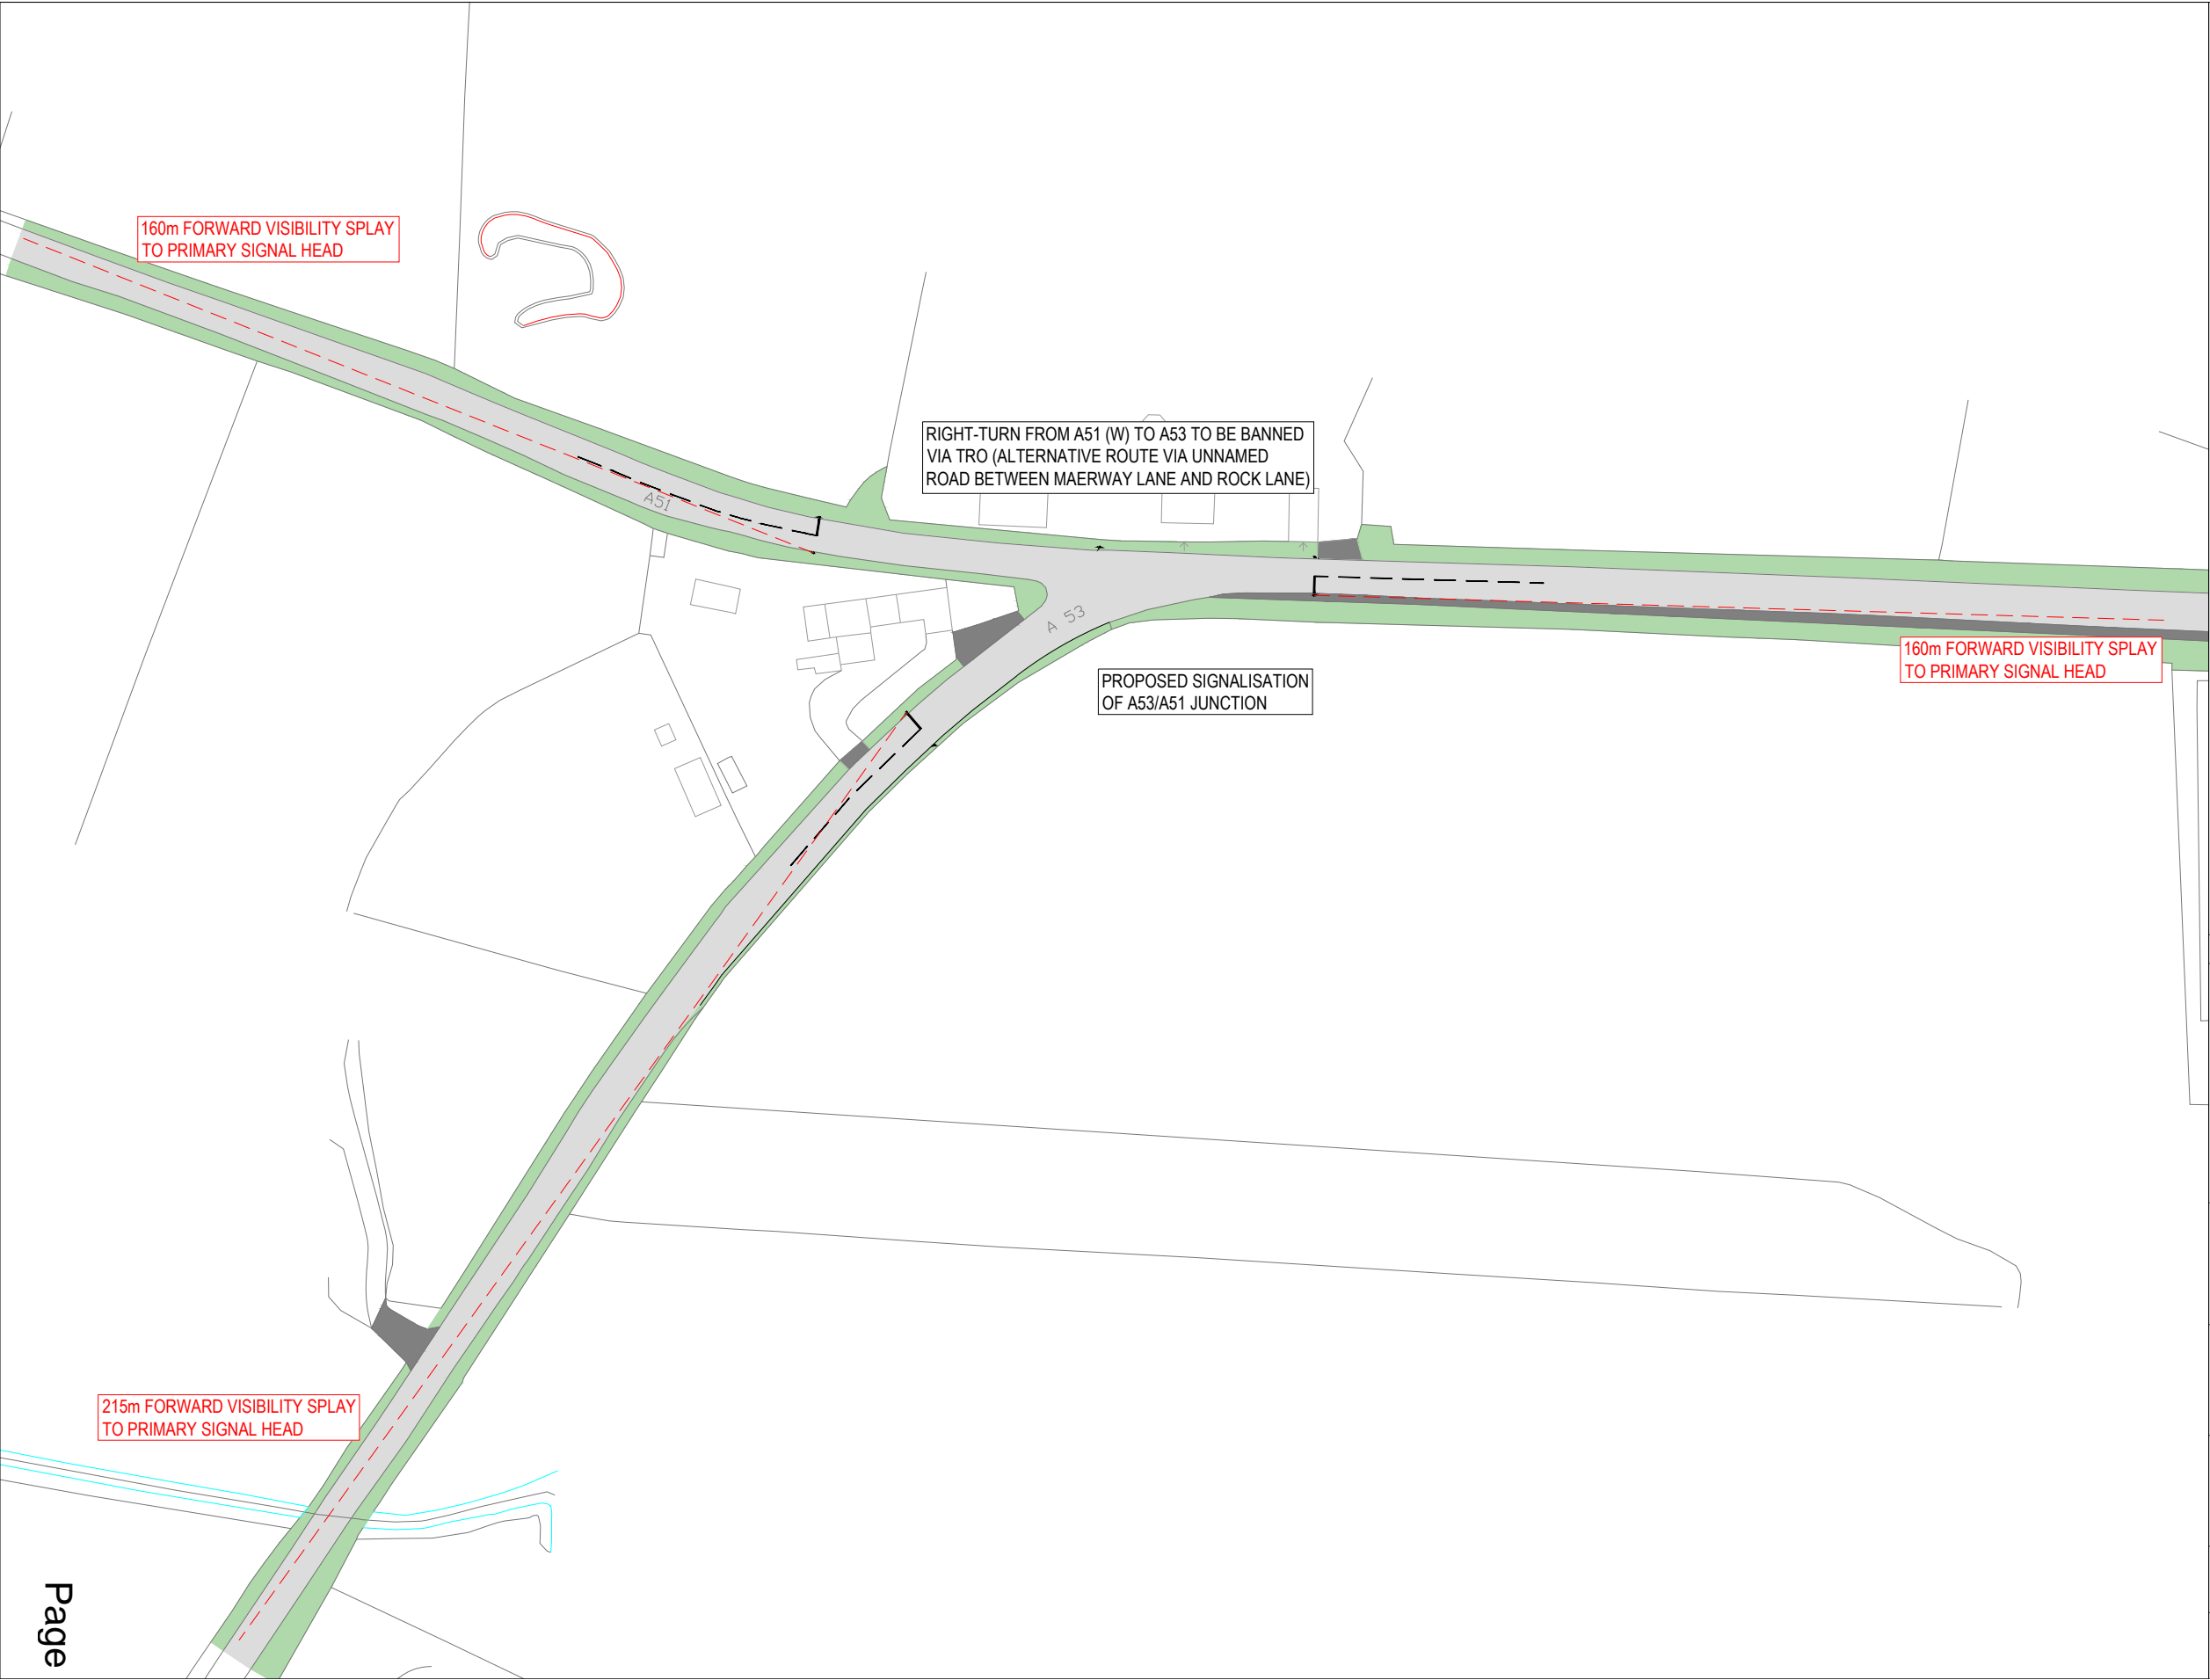 160m FORWARD VISIBILITY SPLAY
TO PRIMARY SIGNAL HEAD
RIGHT-TURN FROM A51 (W) TO A53 TO BE BANNED
VIA TRO (ALTERNATIVE ROUTE VIA UNNAMED
ROAD BETWEEN MAERWAY LANE AND ROCK LANE)
A51
A 53
160m FORWARD VISIBILITY SPLAY
TO PRIMARY SIGNAL HEAD
PROPOSED SIGNALISATION
OF A53/A51 JUNCTION
215m FORWARD VISIBILITY SPLAY
TO PRIMARY SIGNAL HEAD
Page